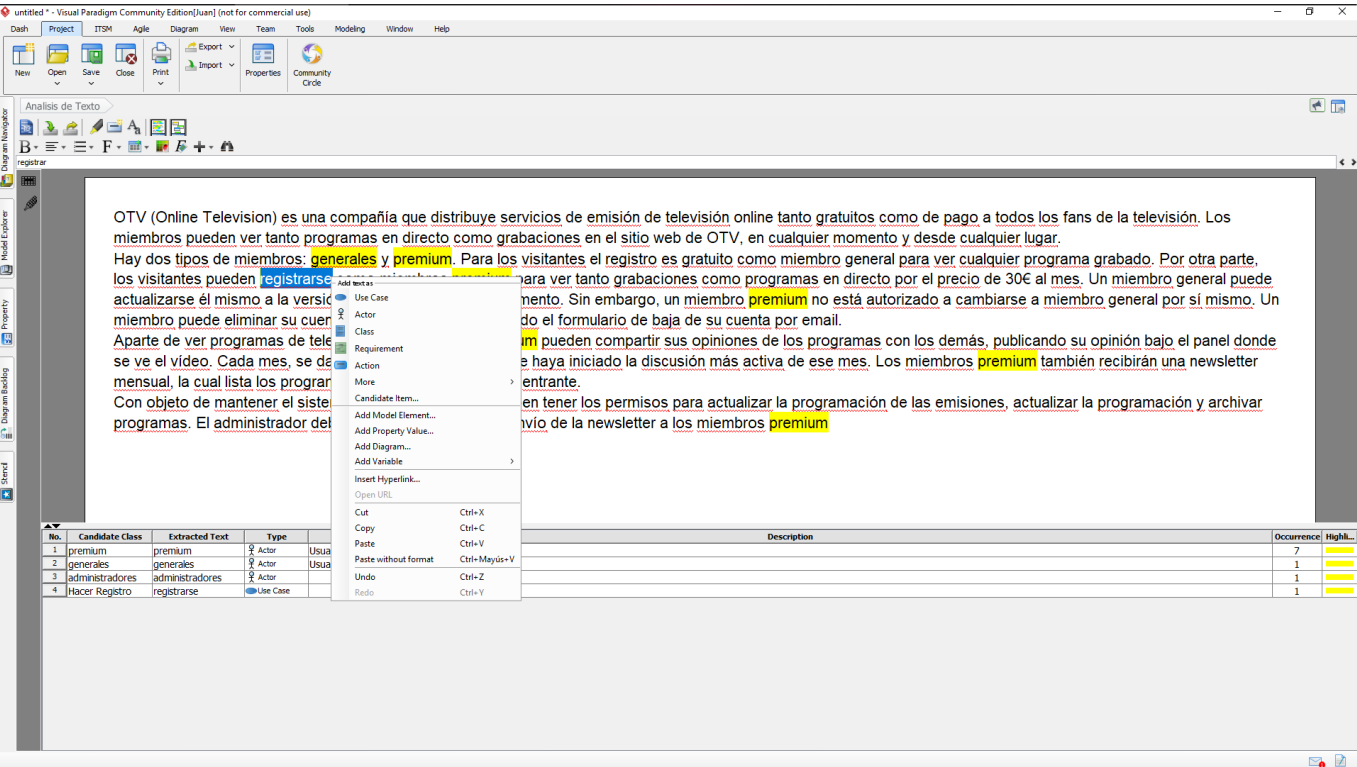 untitled * - Visual Paradigm Community Edition[Juan] (not for commercial use)
Dash Project ITSM Agile Diagram View Team Tools Modeling Window Help
New Open Save Close Print Export Import Properties Community Circle
Analisis de Texto
registrar
Diagram Navigator
Model Explorer
Property
Diagram Backlog
Stencil
OTV (Online Television) es una compañía que distribuye servicios de emisión de televisión online tanto gratuitos como de pago a todos los fans de la televisión. Los
miembros pueden ver tanto programas en directo como grabaciones en el sitio web de OTV, en cualquier momento y desde cualquier lugar.
Hay dos tipos de miembros: generales y premium. Para los visitantes el registro es gratuito como miembro general para ver cualquier programa grabado. Por otra parte,
los visitantes pueden registrarse para ver tanto grabaciones como programas en directo por el precio de 30€ al mes. Un miembro general puede
actualizarse él mismo a la versió mento. Sin embargo, un miembro premium no está autorizado a cambiarse a miembro general por sí mismo. Un
miembro puede eliminar su cuen do el formulario de baja de su cuenta por email.
Aparte de ver programas de tele um pueden compartir sus opiniones de los programas con los demás, publicando su opinión bajo el panel donde
se ve el vídeo. Cada mes, se da e haya iniciado la discusión más activa de ese mes. Los miembros premium también recibirán una newsletter
mensual, la cual lista los program entrante.
Con objeto de mantener el sister en tener los permisos para actualizar la programación de las emisiones, actualizar la programación y archivar
programas. El administrador deb nvío de la newsletter a los miembros premium
Add text as
Use Case
Actor
Class
Requirement
Action
More
Candidate Item...
Add Model Element...
Add Property Value...
Add Diagram...
Add Variable
Insert Hyperlink...
Open URL
Cut Ctrl+X
Copy Ctrl+C
Paste Ctrl+V
Paste without format Ctrl+Mayús+V
Undo Ctrl+Z
Redo Ctrl+Y
No. Candidate Class Extracted Text Type Description Occurrence Highli...
1 premium premium Actor Usua 7
2 generales generales Actor Usua 1
3 administradores administradores Actor 1
4 Hacer Registro registrarse Use Case 1